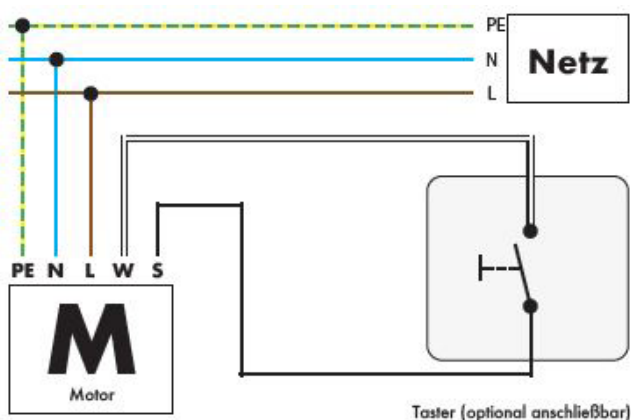 PE
N
L
Netz
PE N L W S
M
Motor
Taster (optional anschließbar)